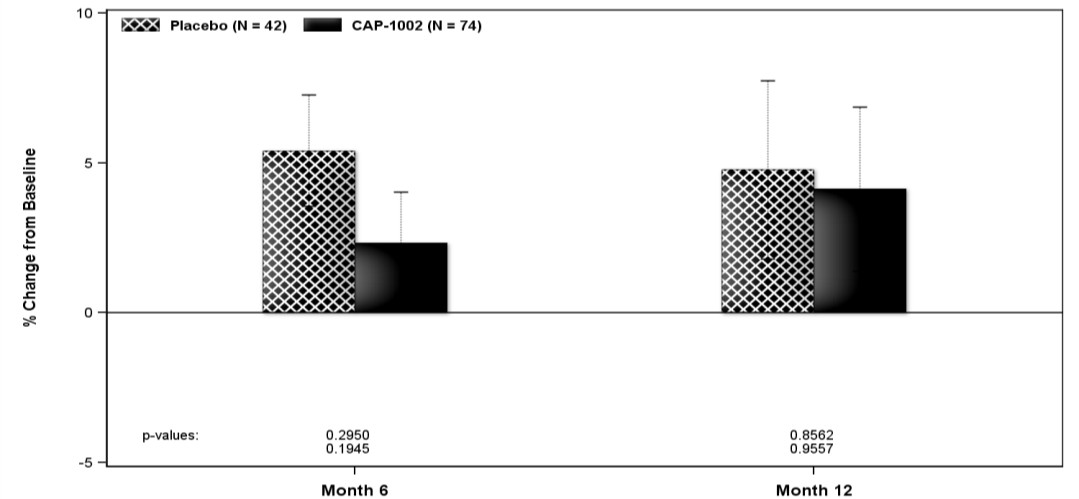 10
Placebo (N = 42) CAP-1002 (N = 74)
5
% Change from Baseline
0
p-values: 0.2950 0.8562
0.1945 0.9557
-5
Month 6 Month 12